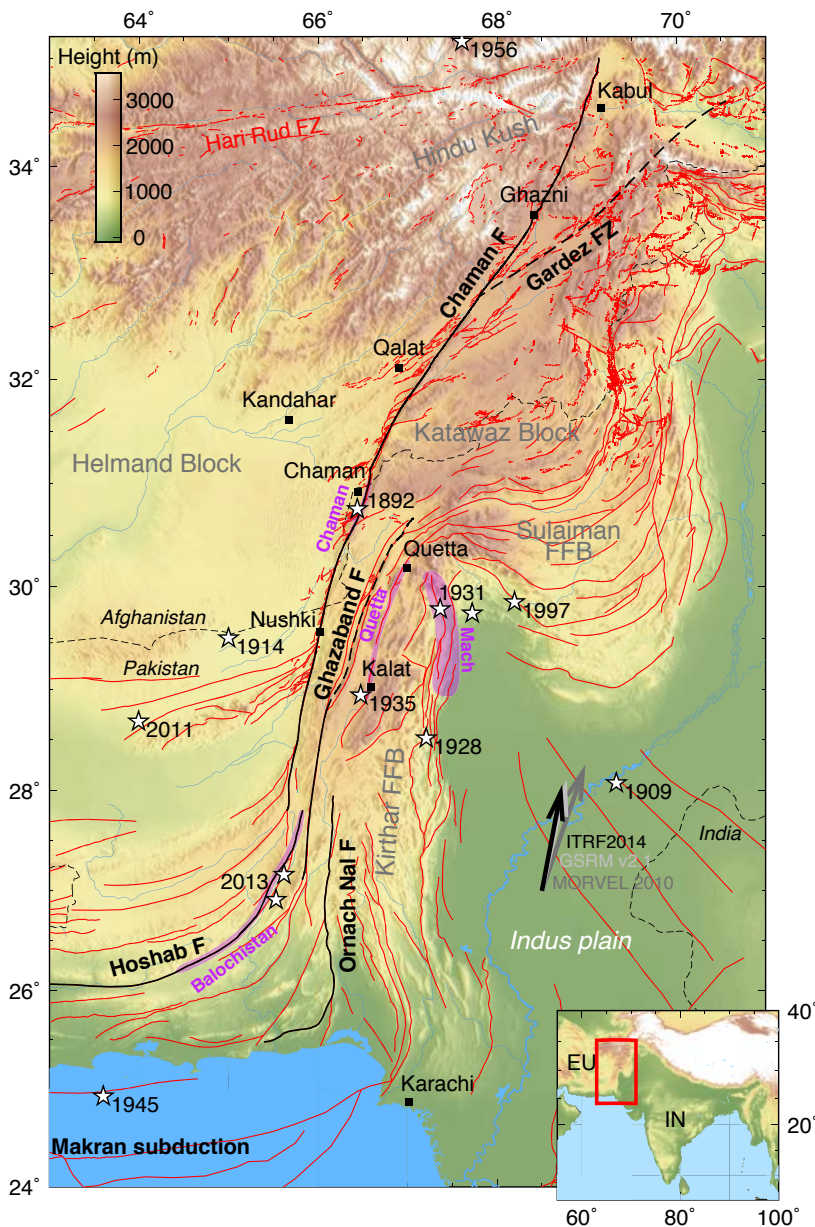 64˚ 66˚ 68˚ 70˚
Height (m)
3000
2000
1000
0
1956
Kabul
Hari Rud FZ
Hindu Kush
34˚
Ghazni
Chaman F
Gardez FZ
Qalat
32˚
Kandahar
Katawaz Block
Helmand Block
Chaman
Chaman
1892
Sulaiman
FFB
Quetta
30˚
Afghanistan
Nushki
1914
Pakistan
Ghazaband F
Quetta
1931
1997
Mach
Kalat
1935
2011
1928
28˚
Kirthar FFB
1909
ITRF2014
GSRM v2.1
MORVEL 2010
India
2013
Hoshab F
Balochistan
Ornach Nal F
Indus plain
26˚
Karachi
1945
Makran subduction
24˚
EU
IN
40˚
20˚
60˚ 80˚ 100˚